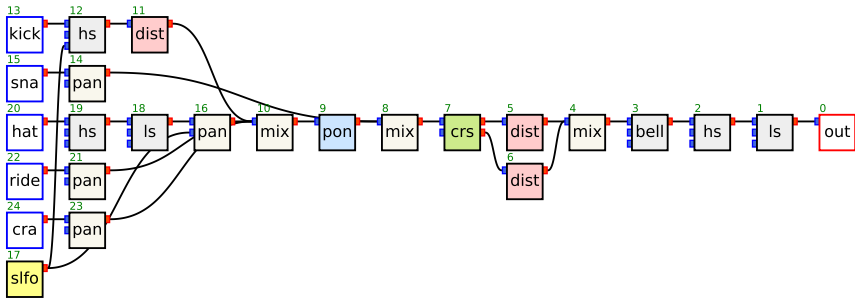 13 12 11
kick hs dist
15 14
sna pan
20 19 18 16 10 9 8 7 5 4 3 2 1 0
hat hs ls pan mix pon mix crs dist mix bell hs ls out
22 21 6
ride pan dist
24 23
cra pan
17
slfo